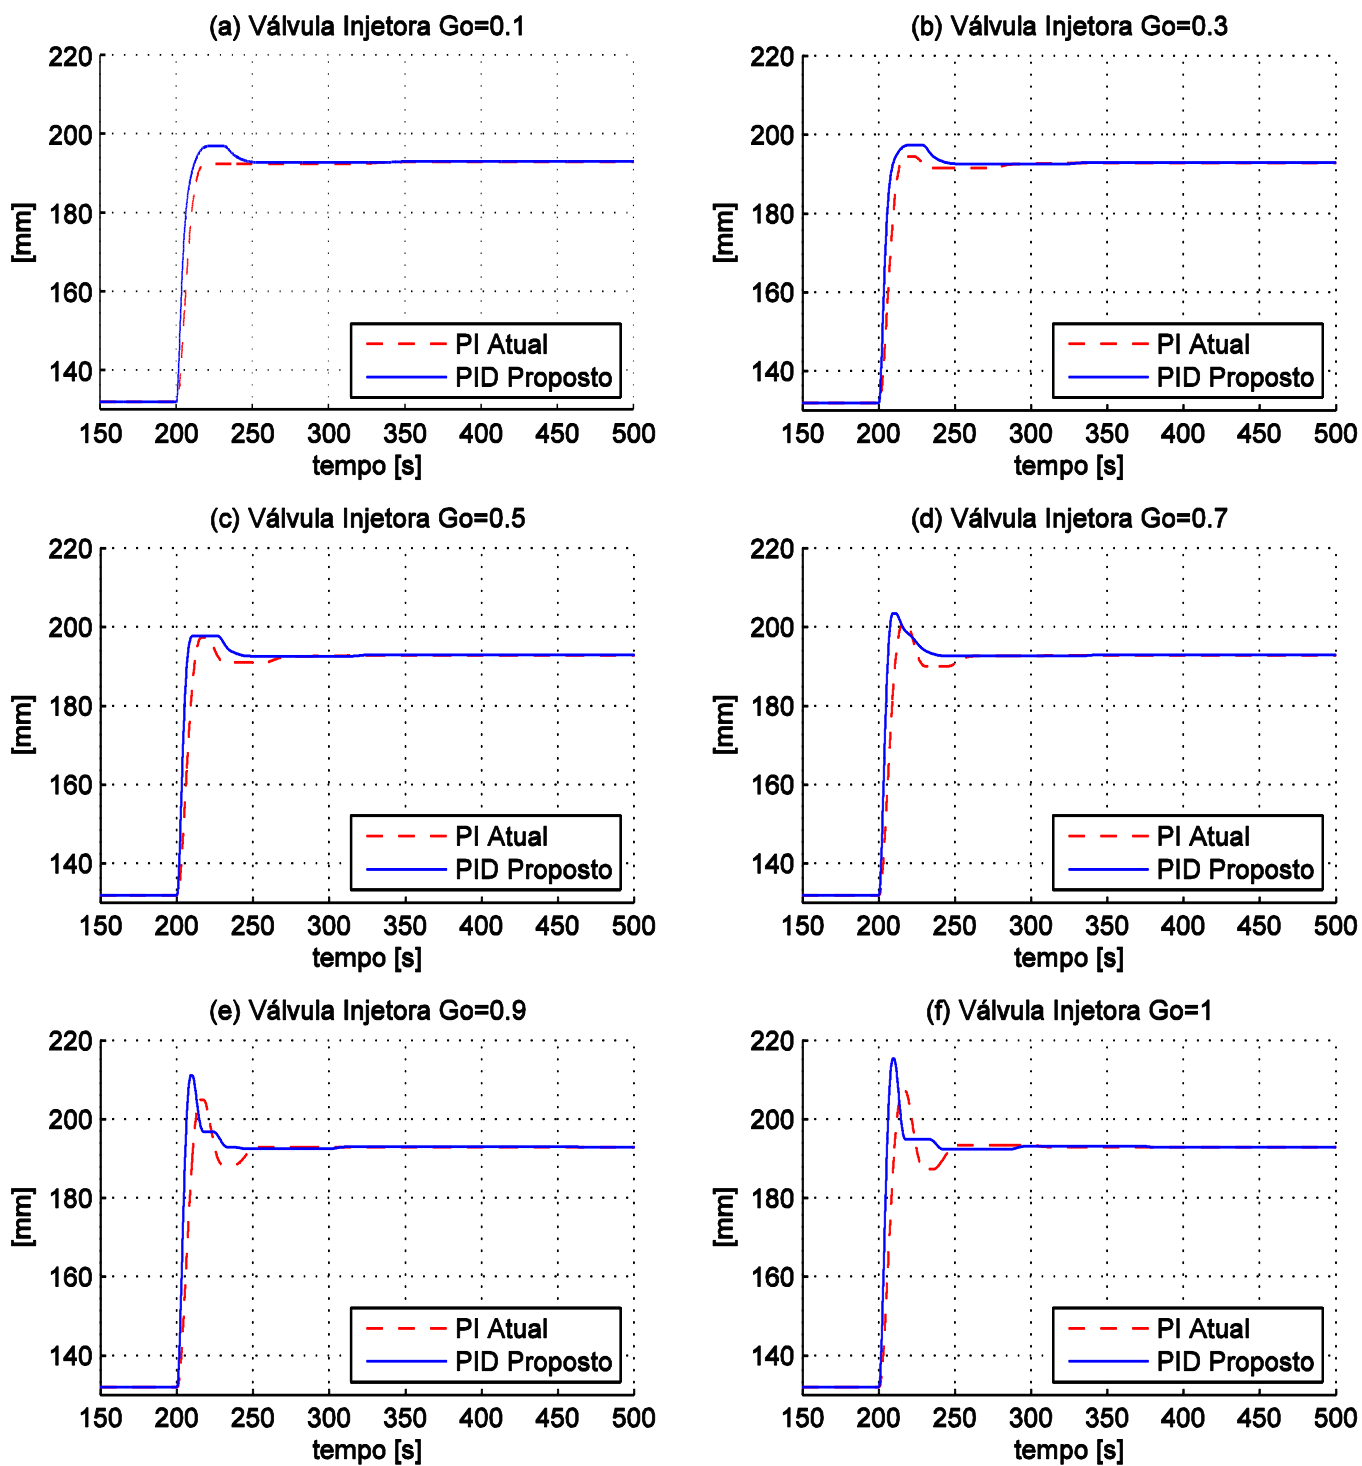 (a) Válvula Injetora Go=0.1
220
200
180
160
140
[mm]
PI Atual
PID Proposto
150 200 250 300 350 400 450 500
tempo [s]
(b) Válvula Injetora Go=0.3
220
200
180
160
140
[mm]
PI Atual
PID Proposto
150 200 250 300 350 400 450 500
tempo [s]
(c) Válvula Injetora Go=0.5
220
200
180
160
140
[mm]
PI Atual
PID Proposto
150 200 250 300 350 400 450 500
tempo [s]
(d) Válvula Injetora Go=0.7
220
200
180
160
140
[mm]
PI Atual
PID Proposto
150 200 250 300 350 400 450 500
tempo [s]
(e) Válvula Injetora Go=0.9
220
200
180
160
140
[mm]
PI Atual
PID Proposto
150 200 250 300 350 400 450 500
tempo [s]
(f) Válvula Injetora Go=1
220
200
180
160
140
[mm]
PI Atual
PID Proposto
150 200 250 300 350 400 450 500
tempo [s]